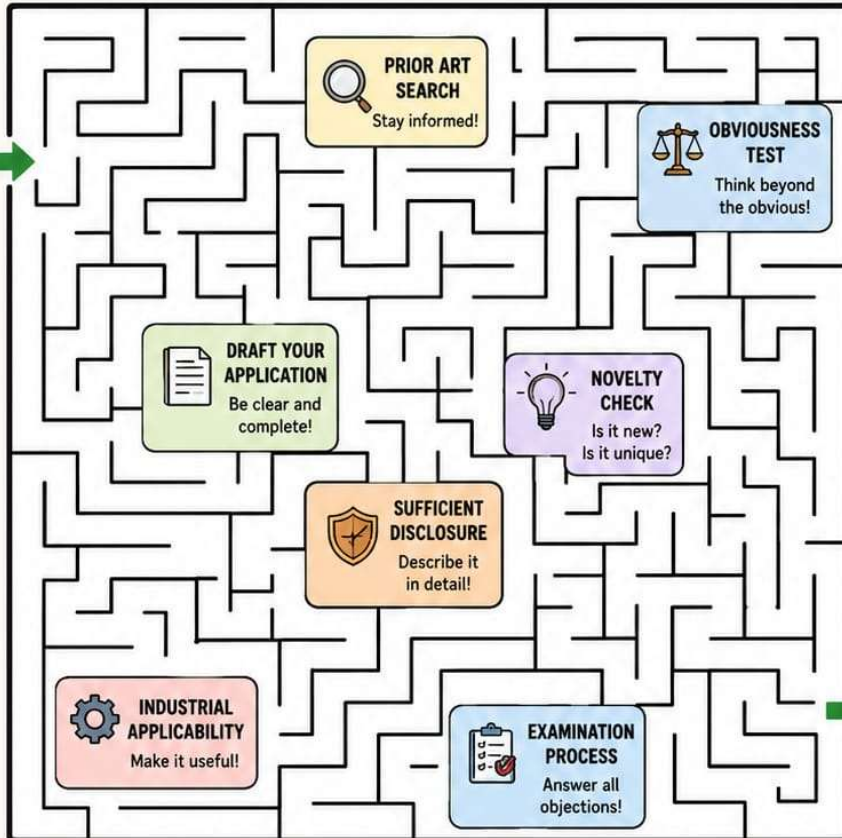 PRIOR ART
SEARCH
Stay informed!
OBVIOUSNESS
TEST
Think beyond
the obvious!
DRAFT YOUR
APPLICATION
Be clear and
complete!
NOVELTY
CHECK
Is it new?
Is it unique?
SUFFICIENT
DISCLOSURE
Describe it
in detail!
INDUSTRIAL
APPLICABILITY
Make it useful!
EXAMINATION
PROCESS
Answer all
objections!